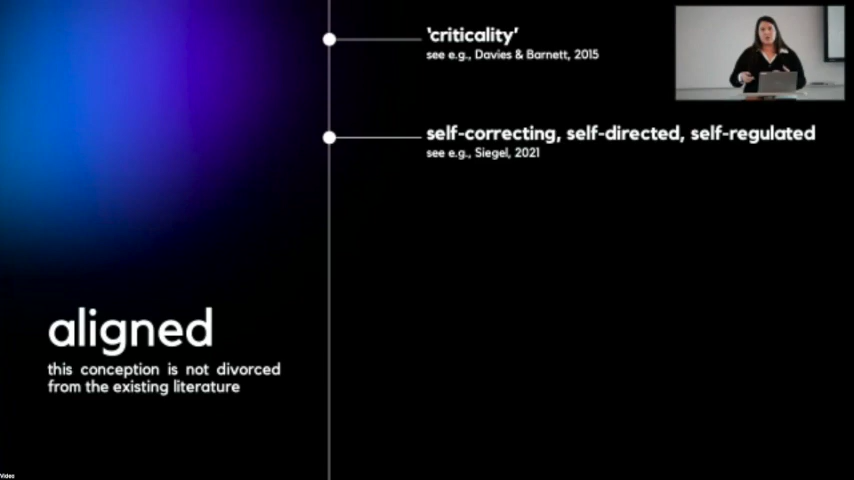 'criticality'
see e.g., Davies & Barnett, 2015
self-correcting, self-directed, self-regulated
see e.g., Siegel, 2021
aligned
this conception is not divorced
from the existing literature
Video